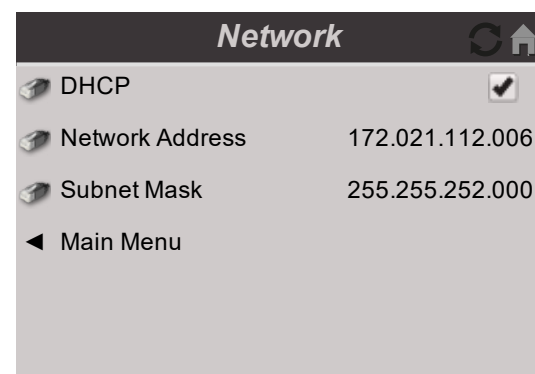 Network
DHCP
Network Address 172.021.112.006
Subnet Mask 255.255.252.000
Main Menu